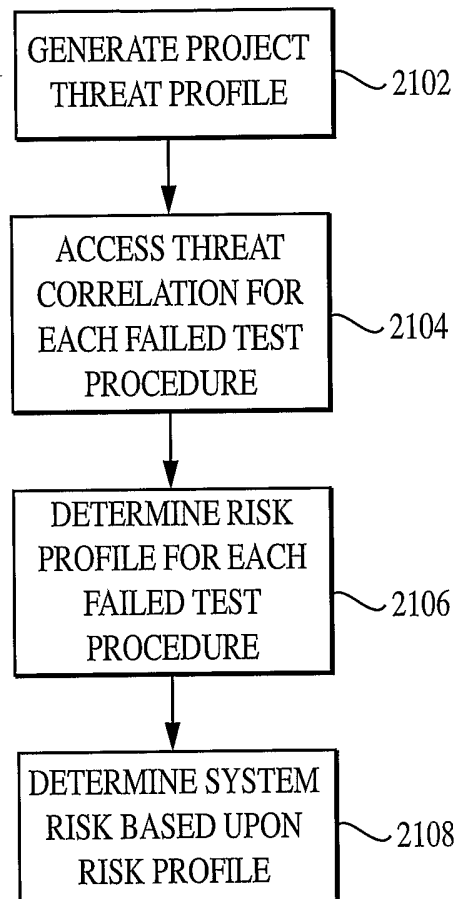 GENERATE PROJECT
THREAT PROFILE
2102
ACCESS THREAT
CORRELATION FOR
EACH FAILED TEST
PROCEDURE
2104
DETERMINE RISK
PROFILE FOR EACH
FAILED TEST
PROCEDURE
2106
DETERMINE SYSTEM
RISK BASED UPON
RISK PROFILE
2108